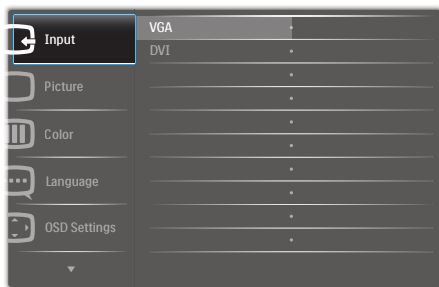 Input
Picture
Color
Language
OSD Settings
VGA
DVI